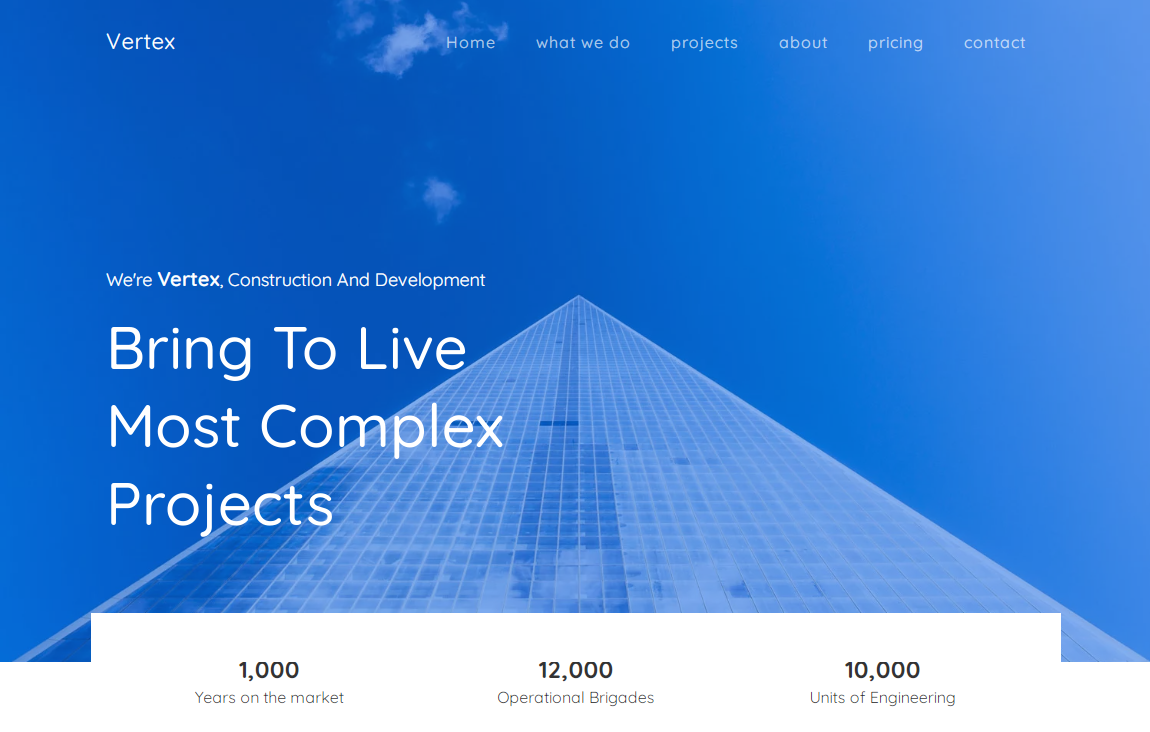 Vertex
Home what we do projects about pricing contact
We're Vertex, Construction And Development
Bring To Live
Most Complex
Projects
1,000 12,000 10,000
Years on the market Operational Brigades Units of Engineering